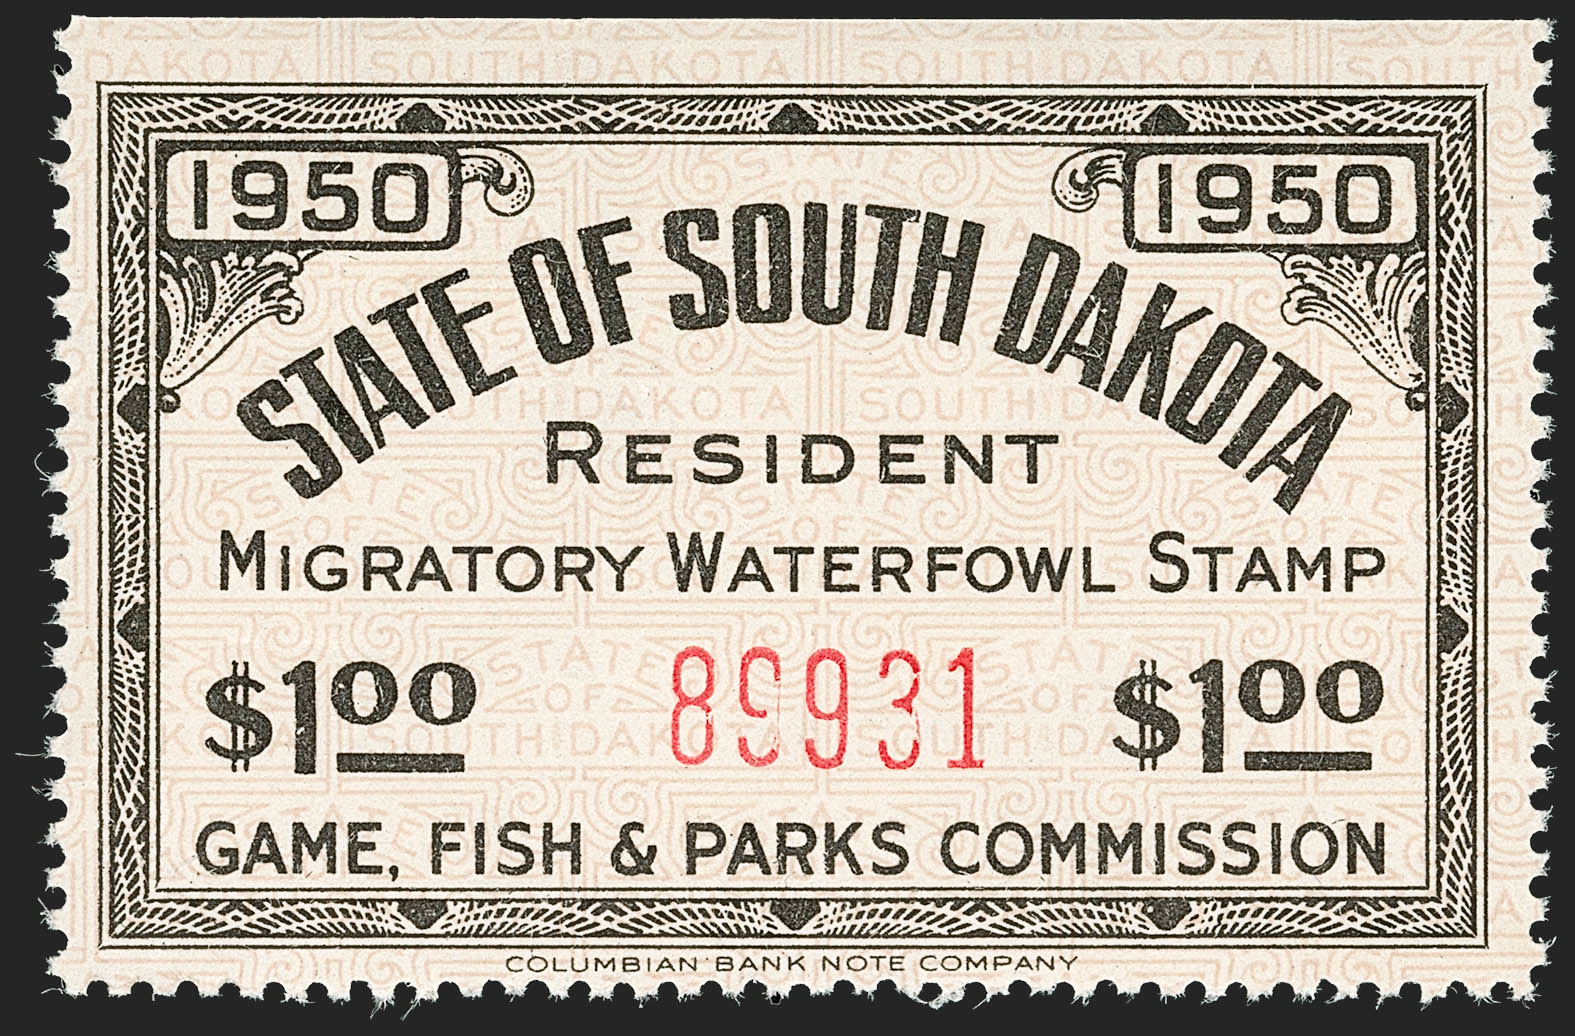 1950 1950
STATE OF SOUTH DAKOTA
RESIDENT
MIGRATORY WATERFOWL STAMP
$1.00 89931 $1.00
GAME, FISH & PARKS COMMISSION
COLUMBIAN BANK NOTE COMPANY